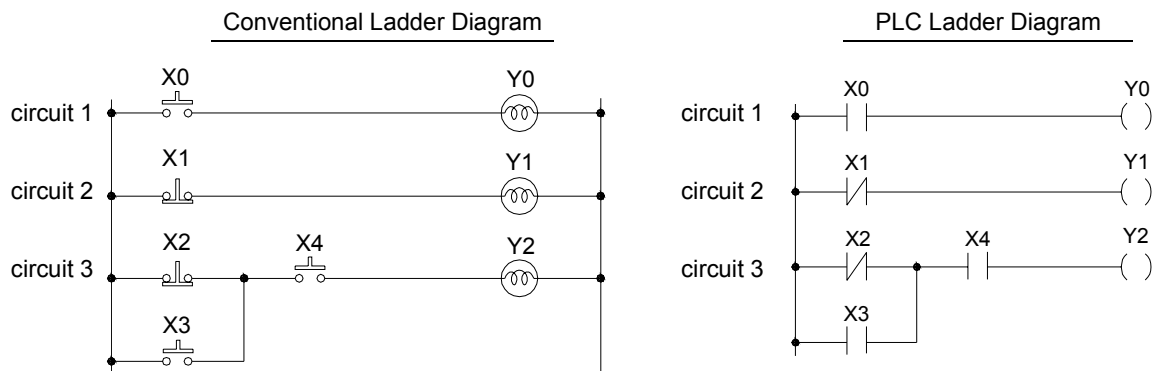 Conventional Ladder Diagram
X0 Y0
circuit 1
X1 Y1
circuit 2
X2 X4 Y2
circuit 3
X3
PLC Ladder Diagram
X0 Y0
circuit 1
X1 Y1
circuit 2
X2 X4 Y2
circuit 3
X3